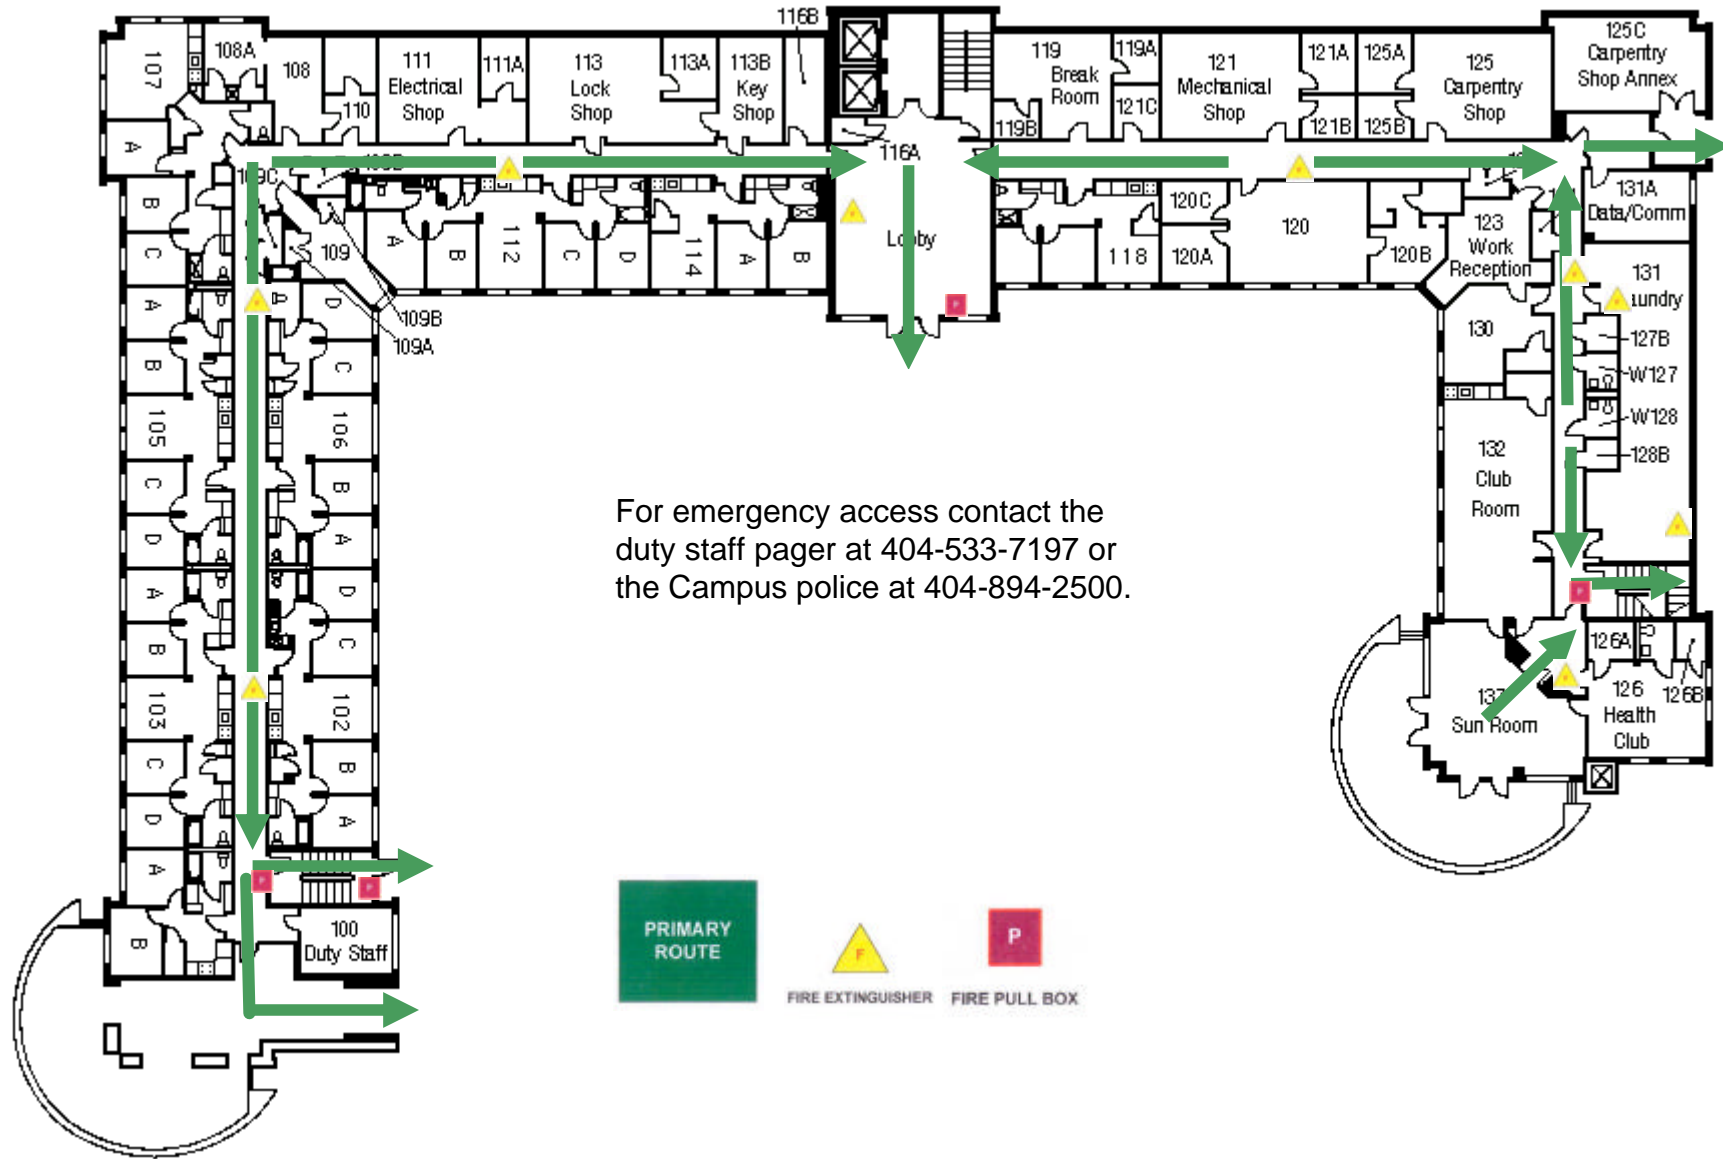 116B
125C
Carpentry
Shop Annex
107
108A
108
110
111
Electrical
Shop
111A
113
Lock
Shop
113A
113B
Key
Shop
119
Break
Room
119A
119B
121C
121
Mechanical
Shop
121A
121B
125A
125B
125
Carpentry
Shop
116A
A
B
C
A
B
109
109B
109A
A
B
112
C
D
114
A
B
Lobby
118
120C
120A
120
120B
123
Work
Reception
131A
Data/Comm
131
127B
W127
W128
128B
130
132
Club
Room
D
C
105
106
C
B
D
A
A
D
B
C
103
102
C
B
D
A
A
B
100
Duty Staff
For emergency access contact the
duty staff pager at 404-533-7197 or
the Campus police at 404-894-2500.
126A
126
Health
Club
126B
Sun Room
PRIMARY
ROUTE
F
FIRE EXTINGUISHER
P
FIRE PULL BOX